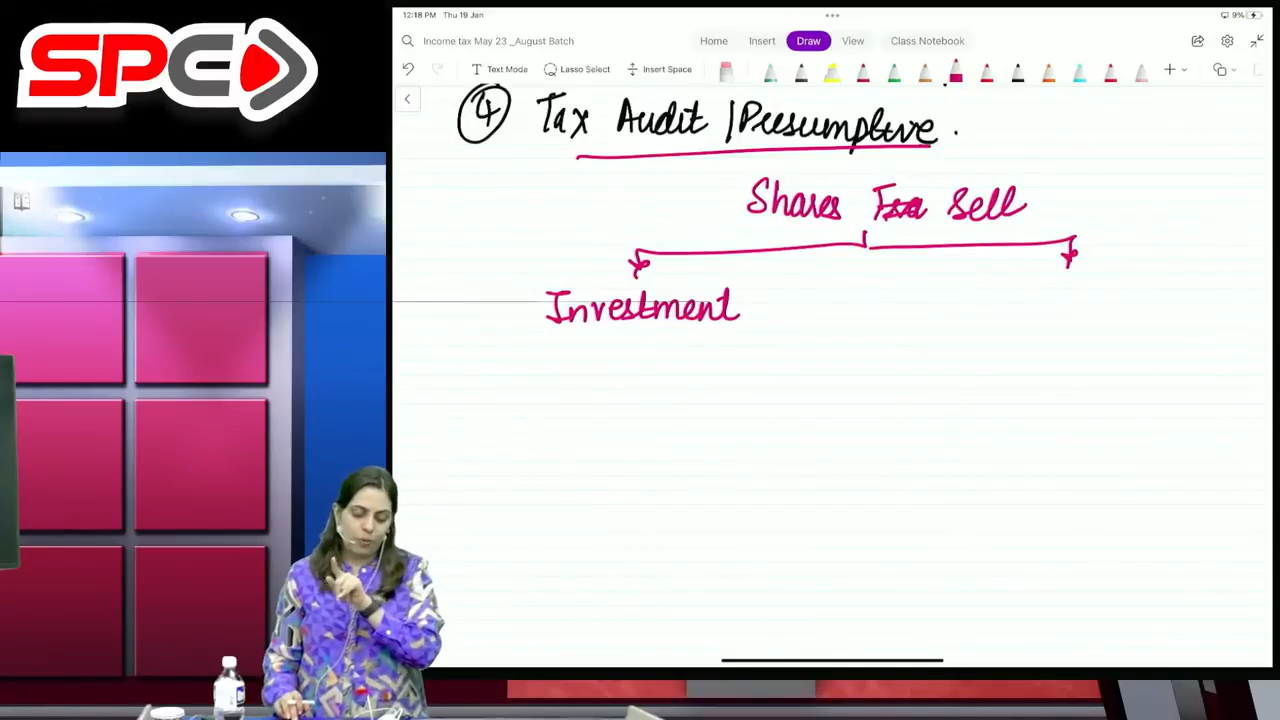 SPC
12:18 PM Thu 19 Jan
9%
Income tax May 23 _August Batch
Home Insert Draw View Class Notebook
Text Mode Lasso Select Insert Space
④ Tax Audit / Presumptive .
Shares Sell
Investment